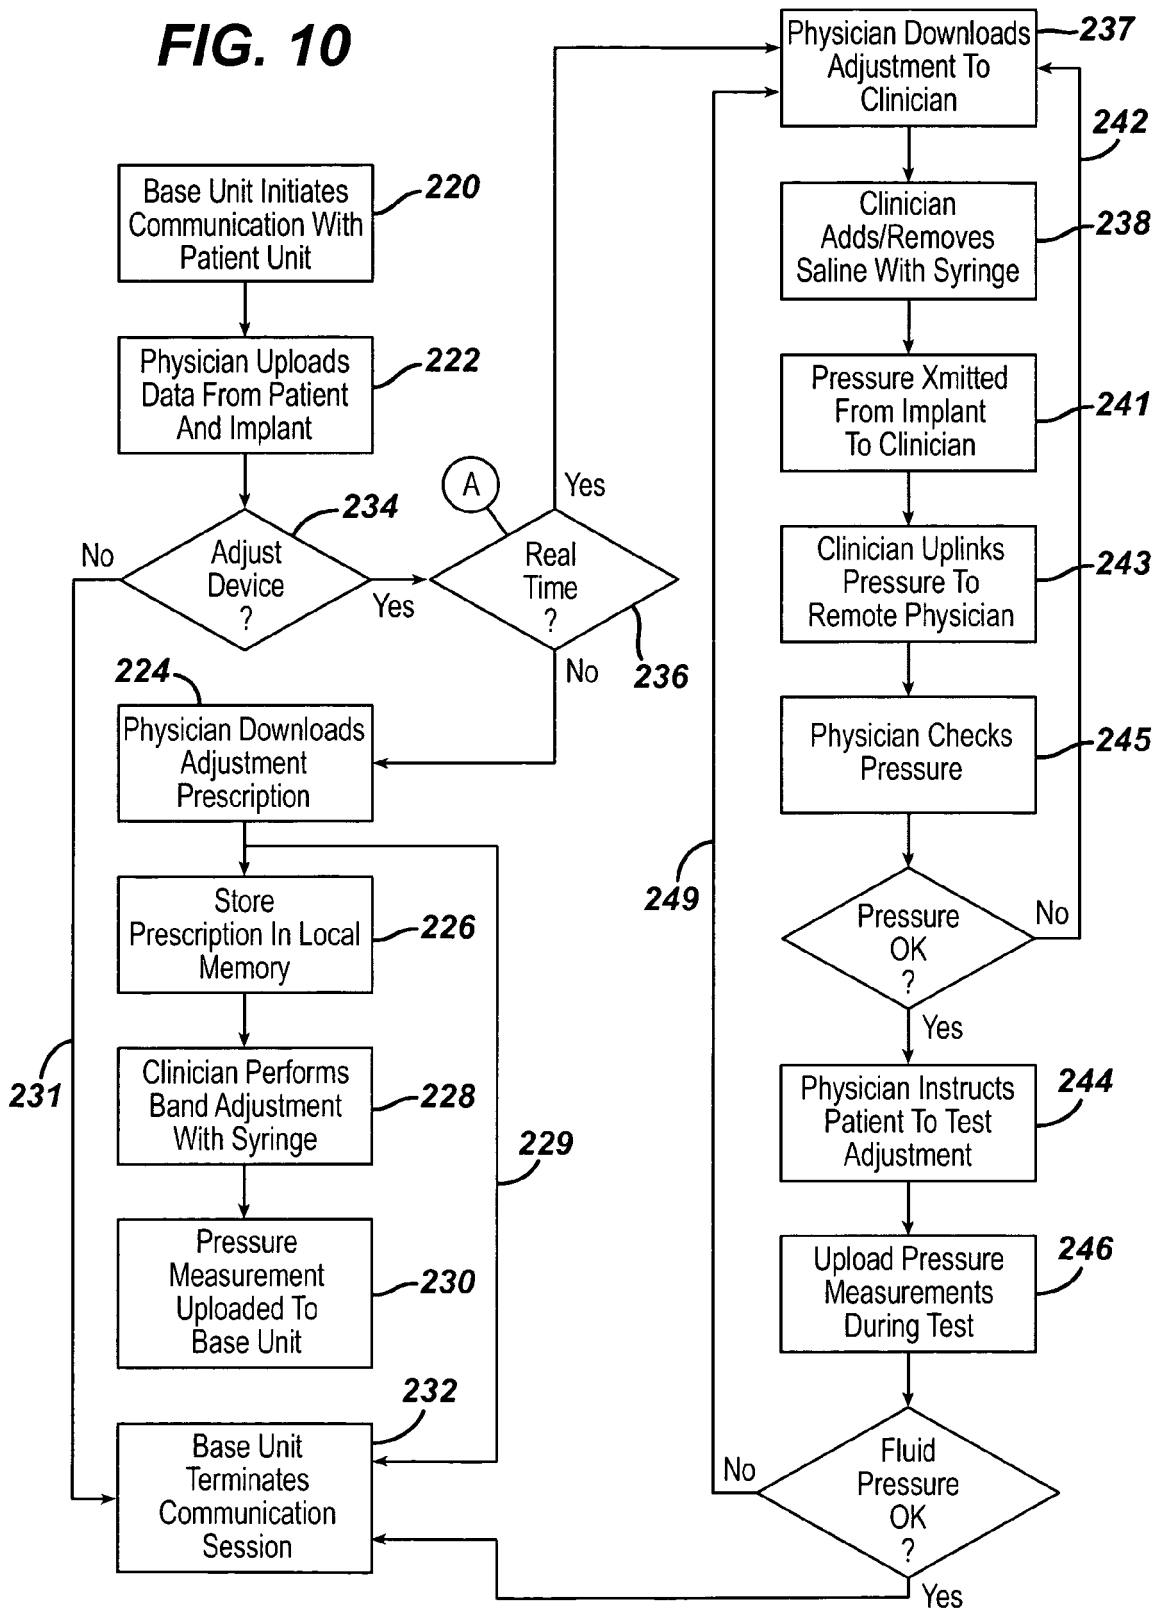 FIG. 10
Base Unit Initiates
Communication With
Patient Unit
220
Physician Uploads
Data From Patient
And Implant
222
Adjust
Device
?
234
No
Yes
A
Real
Time
?
236
Yes
No
224
Physician Downloads
Adjustment
Prescription
Store
Prescription In Local
Memory
226
Clinician Performs
Band Adjustment
With Syringe
228
229
231
Pressure
Measurement
Uploaded To
Base Unit
230
232
Base Unit
Terminates
Communication
Session
Physician Downloads
Adjustment To
Clinician
237
242
Clinician
Adds/Removes
Saline With Syringe
238
Pressure Xmitted
From Implant
To Clinician
241
Clinician Uplinks
Pressure To
Remote Physician
243
Physician Checks
Pressure
245
249
Pressure
OK
?
No
Yes
Physician Instructs
Patient To Test
Adjustment
244
Upload Pressure
Measurements
During Test
246
Fluid
Pressure
OK
?
No
Yes